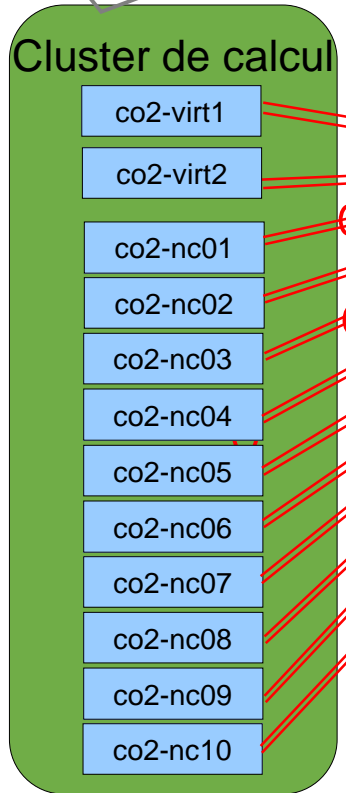 Cluster de calcul
co2-virt1
co2-virt2
co2-nc01
co2-nc02
co2-nc03
co2-nc04
co2-nc05
co2-nc06
co2-nc07
co2-nc08
co2-nc09
co2-nc10